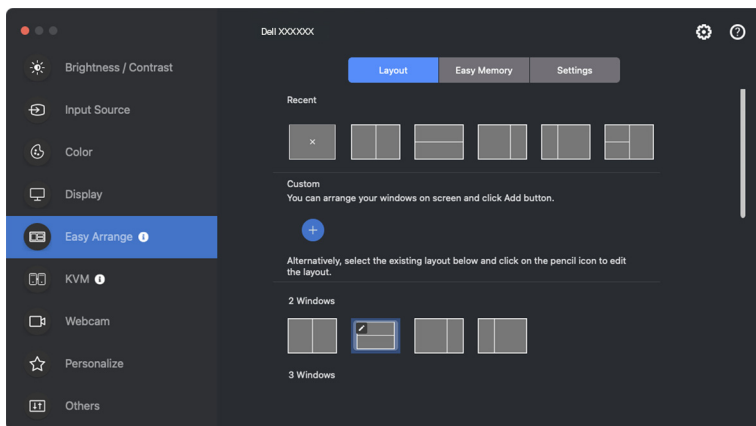 Dell XXXXXX
Brightness / Contrast
Input Source
Color
Display
Easy Arrange
KVM
Webcam
Personalize
Others
Layout
Easy Memory
Settings
Recent
Custom
You can arrange your windows on screen and click Add button.
Alternatively, select the existing layout below and click on the pencil icon to edit
the layout.
2 Windows
3 Windows